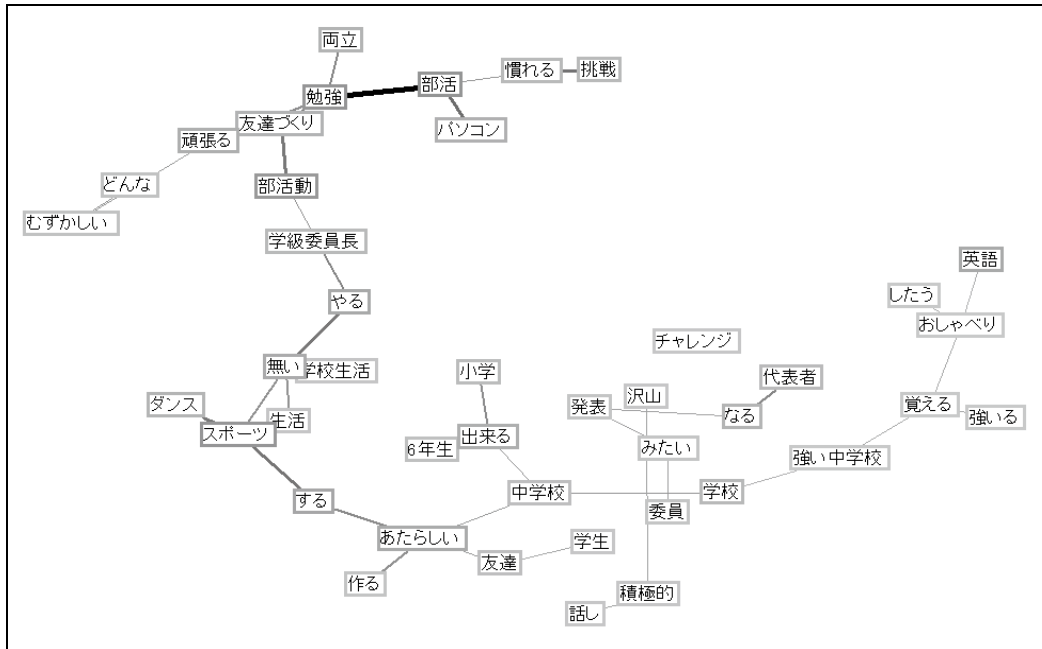 両立
部活
慣れる
挑戦
勉強
友達づくり
パソコン
頑張る
どんな
むずかしい
部活動
学級委員長
英語
やる
したう
おしゃべり
チャレンジ
無い
学校生活
小学
代表者
ダンス
発表
沢山
なる
覚える
強いる
生活
スポーツ
6年生
出来る
みたい
強い中学校
する
中学校
学校
委員
あたらしい
友達
学生
作る
積極的
話し